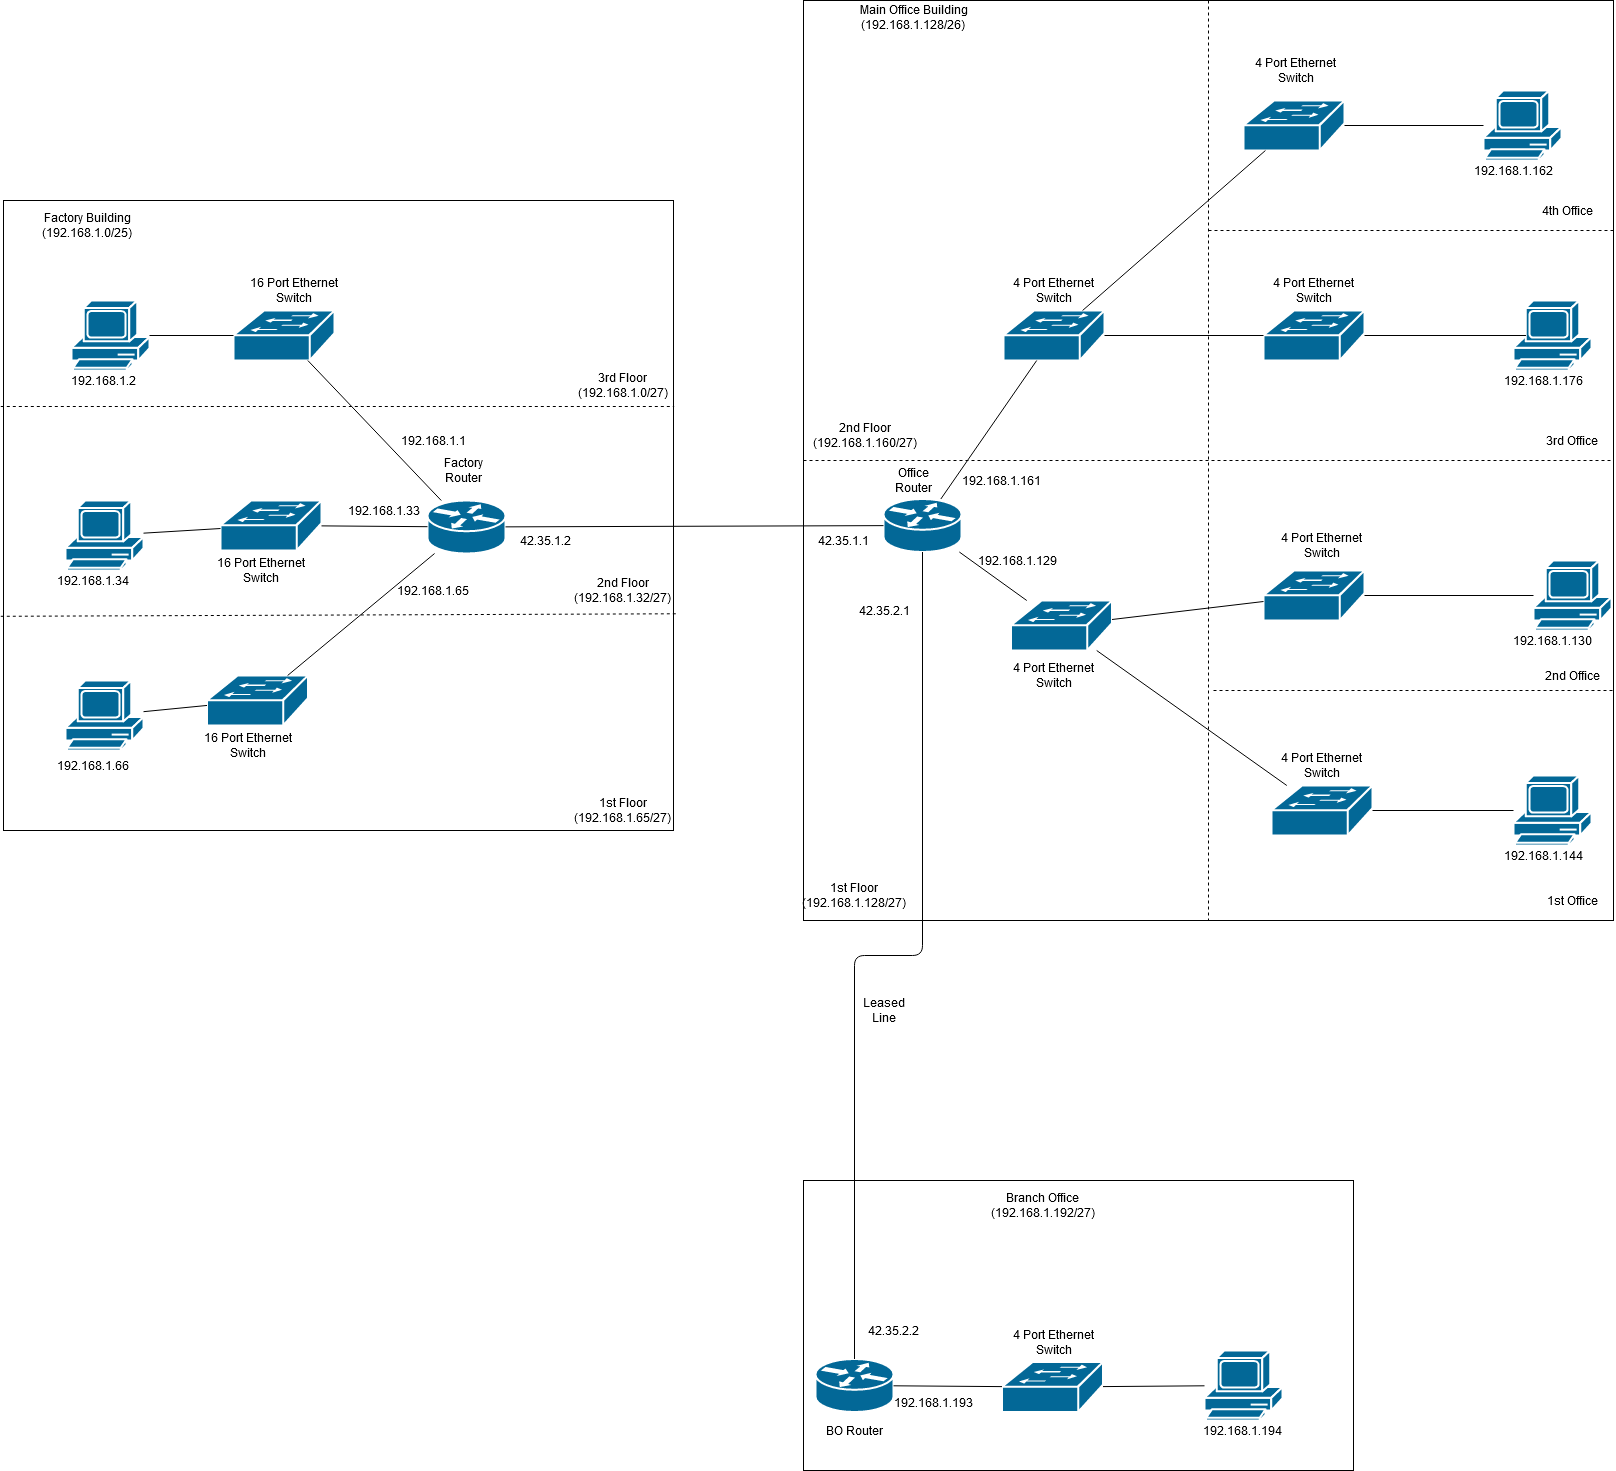 Main Office Building
(192.168.1.128/26)
4 Port Ethernet
Switch
192.168.1.162
4th Office
Factory Building
(192.168.1.0/25)
16 Port Ethernet
Switch
192.168.1.2
3rd Floor
(192.168.1.0/27)
4 Port Ethernet
Switch
4 Port Ethernet
Switch
192.168.1.176
2nd Floor
(192.168.1.160/27)
3rd Office
192.168.1.1
Factory
Router
192.168.1.33
42.35.1.2
192.168.1.34
16 Port Ethernet
Switch
192.168.1.65
2nd Floor
(192.168.1.32/27)
Office
Router
192.168.1.161
42.35.1.1
192.168.1.129
42.35.2.1
4 Port Ethernet
Switch
192.168.1.130
4 Port Ethernet
Switch
2nd Office
16 Port Ethernet
Switch
192.168.1.66
1st Floor
(192.168.1.65/27)
4 Port Ethernet
Switch
192.168.1.144
1st Floor
(192.168.1.128/27)
1st Office
Leased
Line
Branch Office
(192.168.1.192/27)
42.35.2.2
4 Port Ethernet
Switch
192.168.1.193
BO Router
192.168.1.194